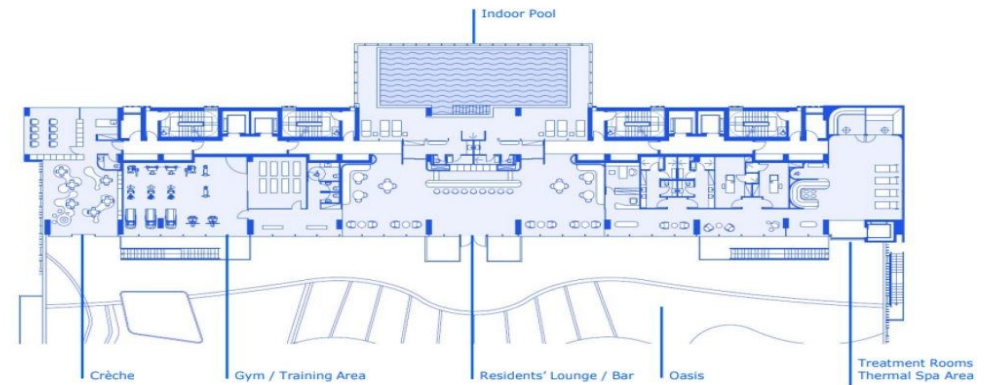 Indoor Pool
Crèche
Gym / Training Area
Residents' Lounge / Bar
Oasis
Treatment Rooms
Thermal Spa Area